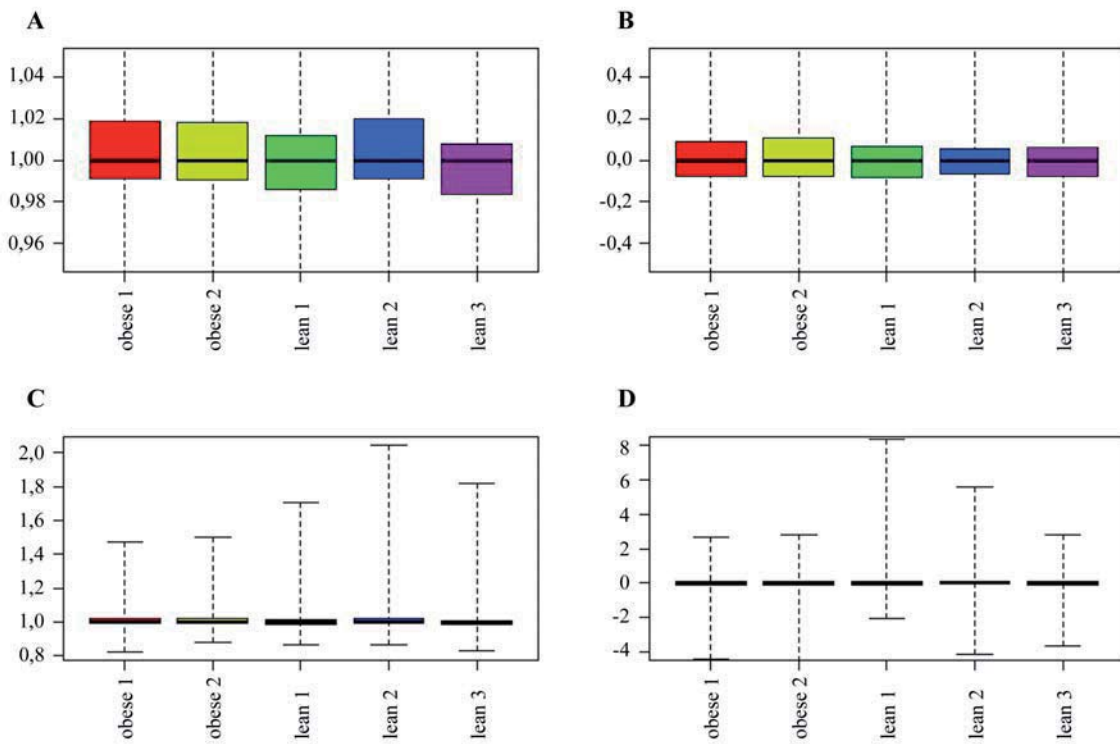 A
1,04
1,02
1,00
0,98
0,96
obese 1
obese 2
lean 1
lean 2
lean 3
B
0,4
0,2
0,0
-0,2
-0,4
obese 1
obese 2
lean 1
lean 2
lean 3
C
2,0
1,8
1,6
1,4
1,2
1,0
0,8
obese 1
obese 2
lean 1
lean 2
lean 3
D
8
6
4
2
0
-2
-4
obese 1
obese 2
lean 1
lean 2
lean 3